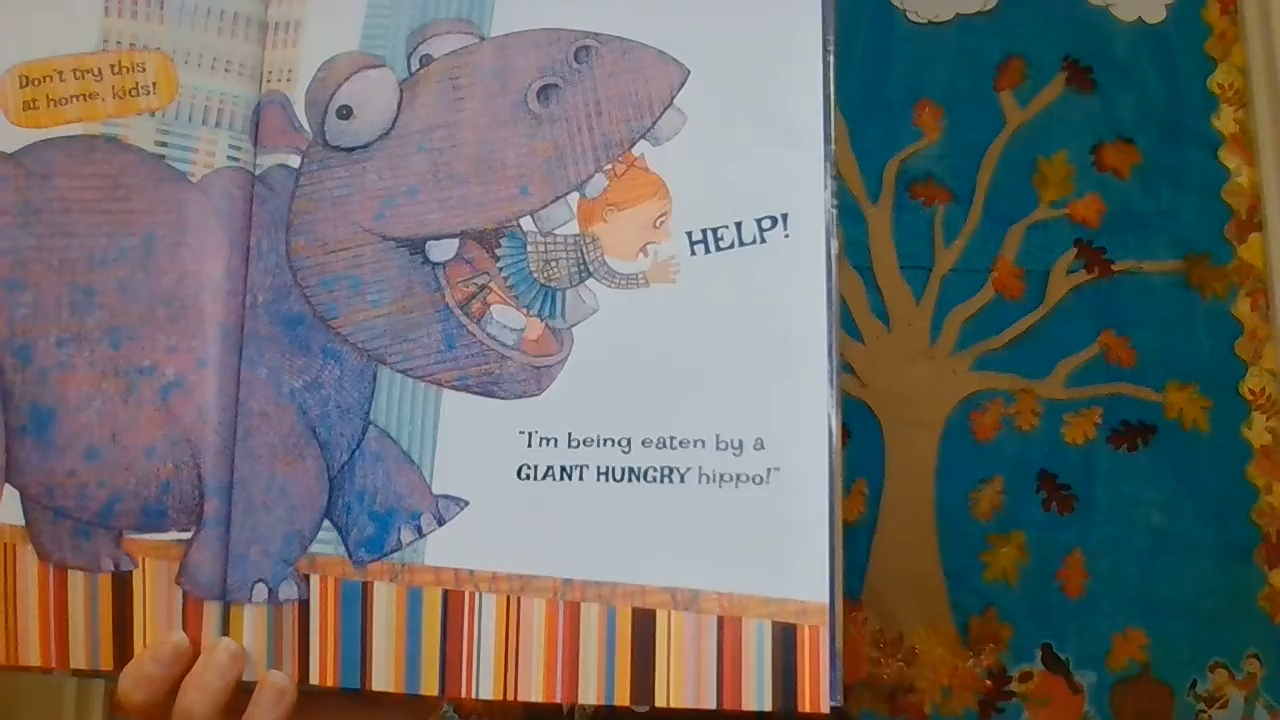 Don't try this
at home, kids!
HELP!
"I'm being eaten by a
GIANT HUNGRY hippo!"